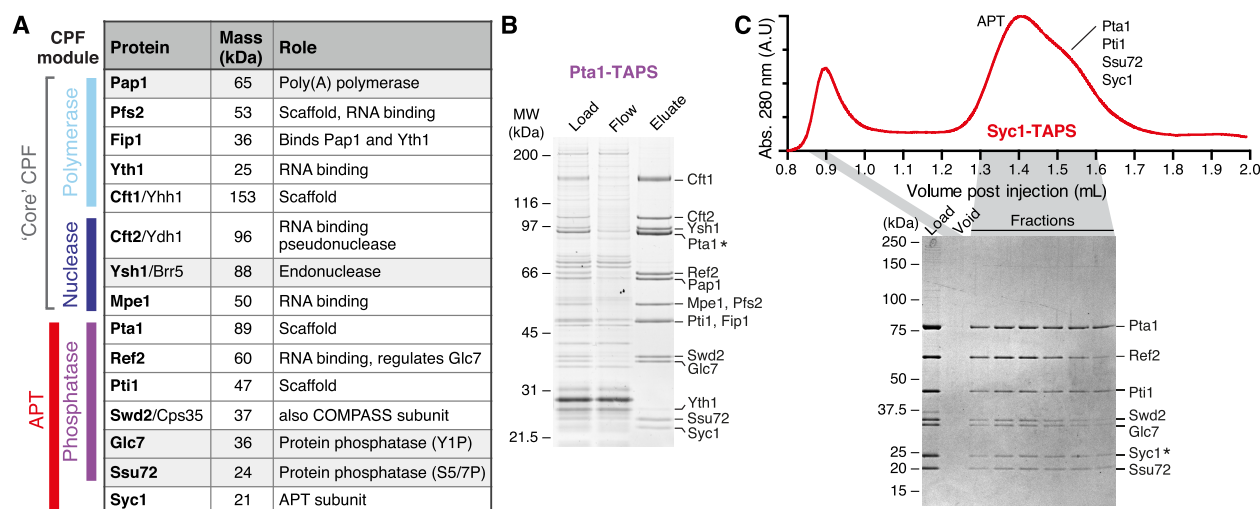 A
CPF
module
Protein
Mass
(kDa)
Role
'Core' CPF
Polymerase
Nuclease
APT
Phosphatase
Pap1 65 Poly(A) polymerase
Pfs2 53 Scaffold, RNA binding
Fip1 36 Binds Pap1 and Yth1
Yth1 25 RNA binding
Cft1/Yhh1 153 Scaffold
Cft2/Ydh1 96 RNA binding
pseudonuclease
Ysh1/Brr5 88 Endonuclease
Mpe1 50 RNA binding
Pta1 89 Scaffold
Ref2 60 RNA binding, regulates Glc7
Pti1 47 Scaffold
Swd2/Cps35 37 also COMPASS subunit
Glc7 36 Protein phosphatase (Y1P)
Ssu72 24 Protein phosphatase (S5/7P)
Syc1 21 APT subunit
B
Pta1-TAPS
MW
(kDa)
Load
Flow
Eluate
200
116
97
66
45
31
21.5
Cft1
Cft2
Ysh1
Pta1*
Ref2
Pap1
Mpe1, Pfs2
Pti1, Fip1
Swd2
Glc7
Yth1
Ssu72
Syc1
C
Abs. 280 nm (A.U)
APT
Pta1
Pti1
Ssu72
Syc1
Syc1-TAPS
0.8 0.9 1.0 1.1 1.2 1.3 1.4 1.5 1.6 1.7 1.8 1.9 2.0
Volume post injection (mL)
(kDa)
Load
Void
Fractions
250
150
100
75
50
37.5
25
20
15
Pta1
Ref2
Pti1
Swd2
Glc7
Syc1*
Ssu72